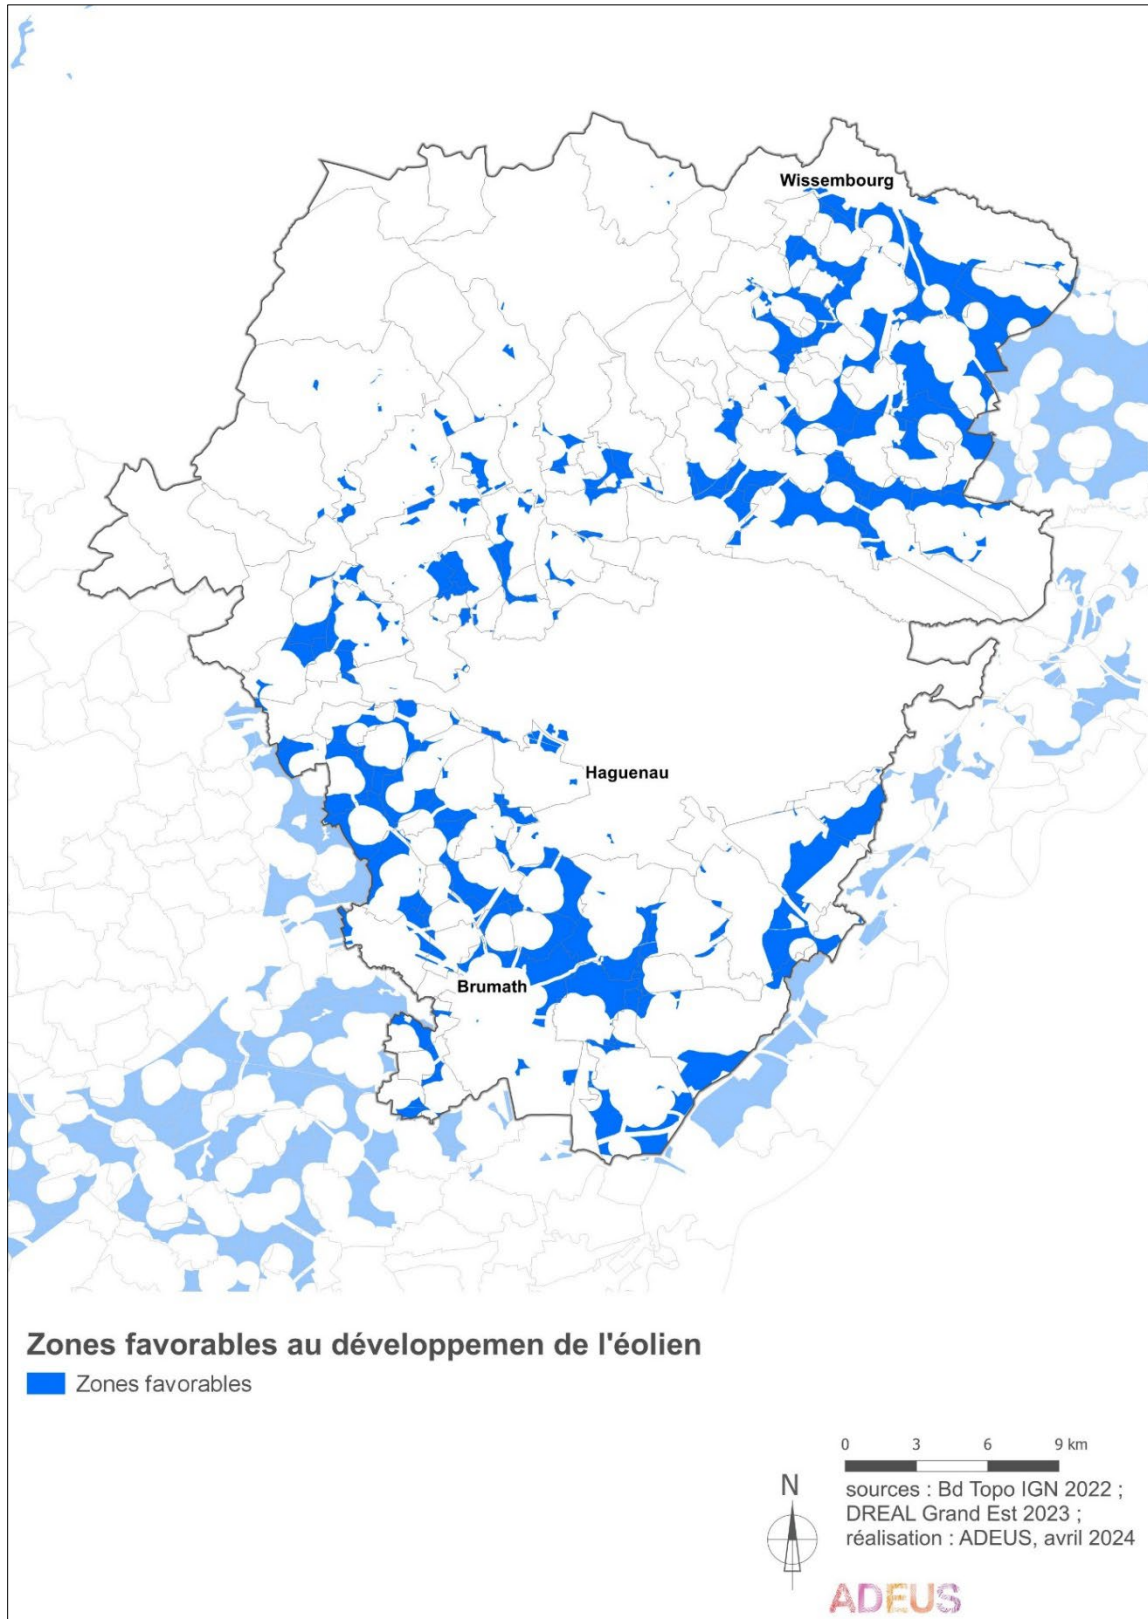 Wissembourg
Haguenau
Brumath
Zones favorables au développemen de l'éolien
Zones favorables
0 3 6 9 km
N
sources : Bd Topo IGN 2022 ;
DREAL Grand Est 2023 ;
réalisation : ADEUS, avril 2024
ADEUS